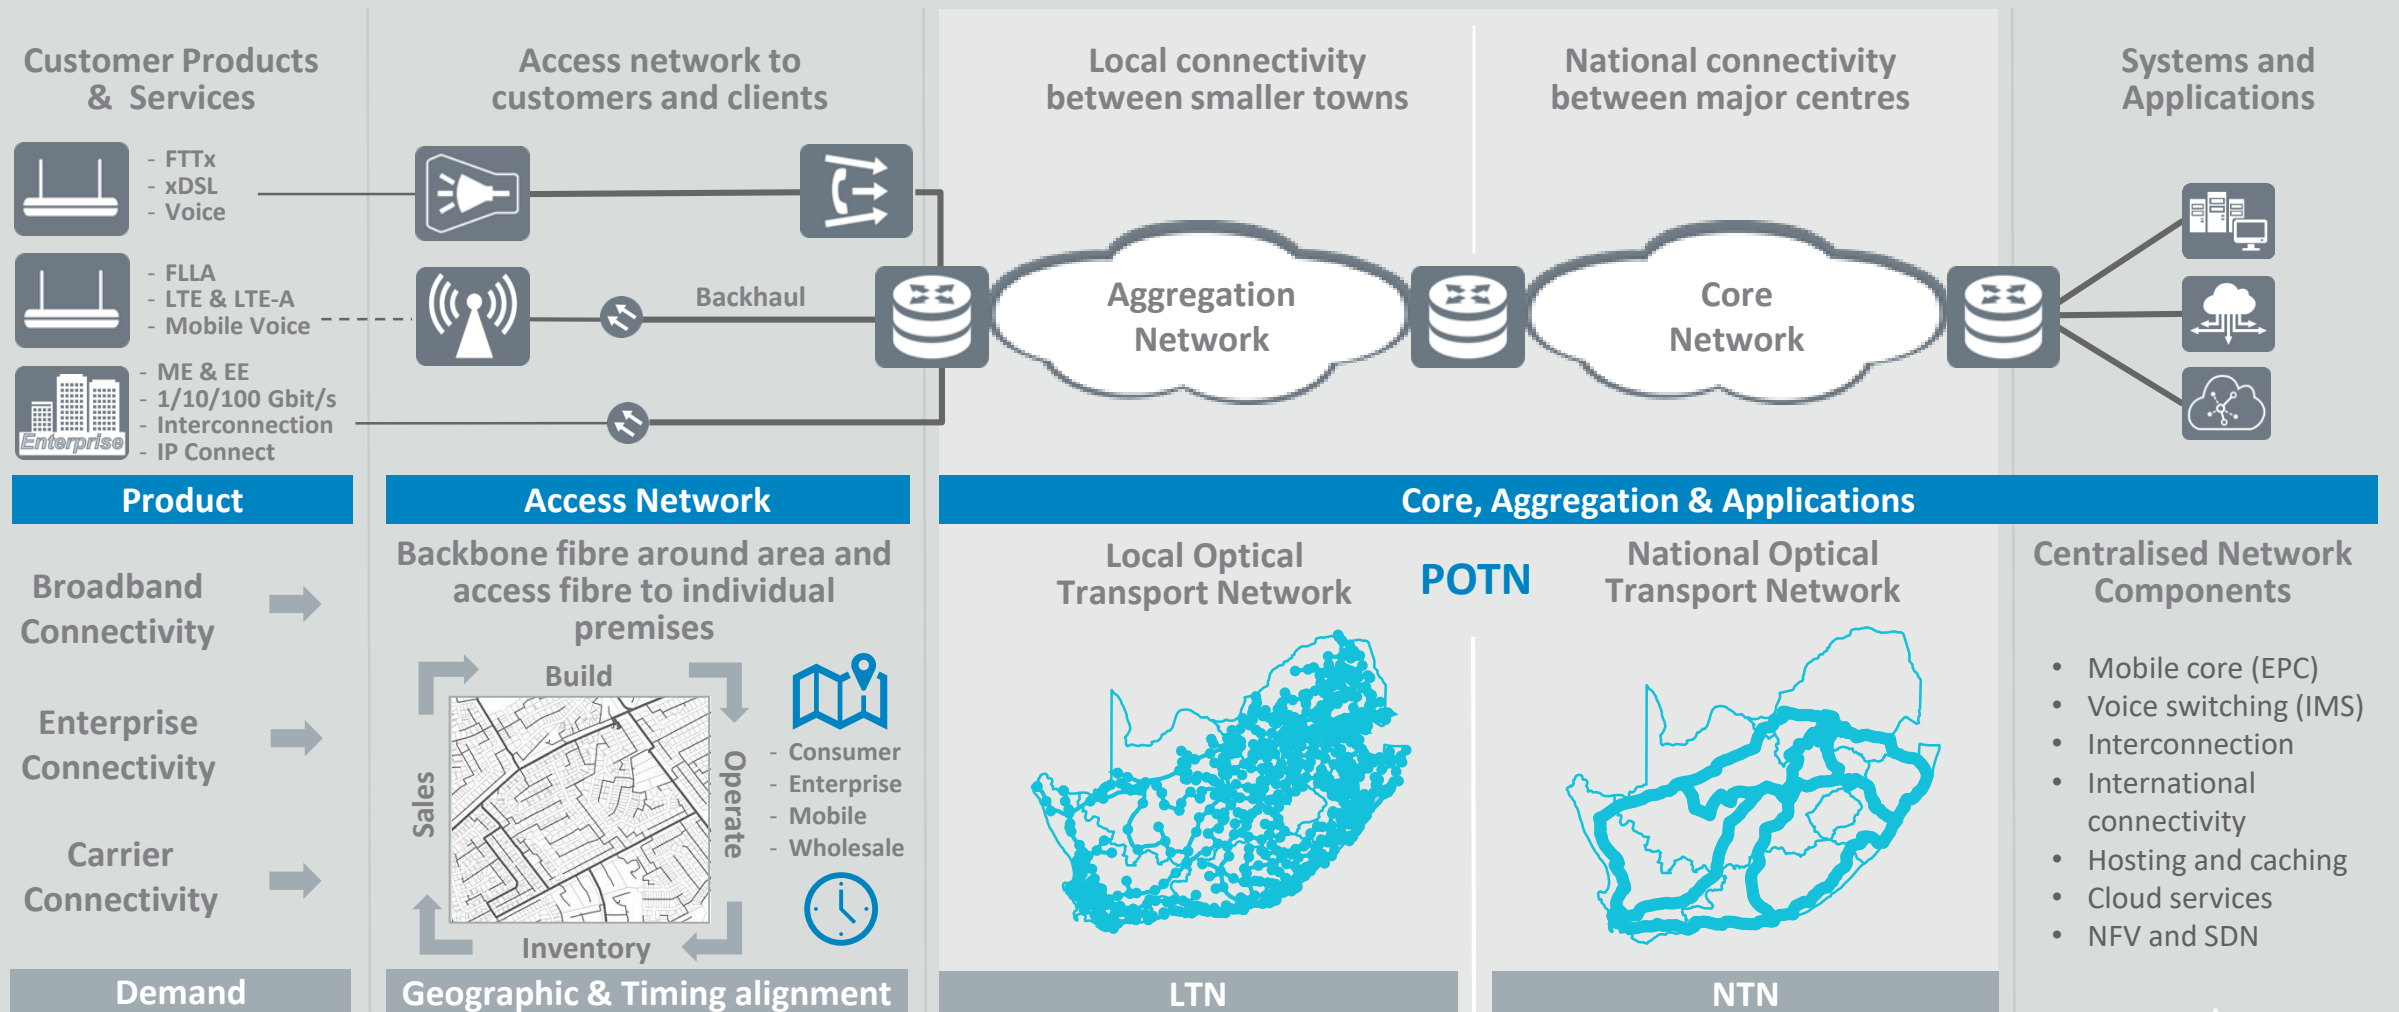 Customer Products
& Services
Access network to
customers and clients
Local connectivity
between smaller towns
National connectivity
between major centres
Systems and
Applications
- FTTx
- xDSL
- Voice
- FLLA
- LTE & LTE-A
- Mobile Voice
Backhaul
Aggregation
Network
Core
Network
Enterprise
- ME & EE
- 1/10/100 Gbit/s
- Interconnection
- IP Connect
Product
Access Network
Core, Aggregation & Applications
Broadband
Connectivity
Enterprise
Connectivity
Carrier
Connectivity
Backbone fibre around area and
access fibre to individual
premises
Build
Operate
Inventory
Sales
- Consumer
- Enterprise
- Mobile
- Wholesale
Local Optical
Transport Network
POTN
National Optical
Transport Network
Centralised Network
Components
• Mobile core (EPC)
• Voice switching (IMS)
• Interconnection
• International
connectivity
• Hosting and caching
• Cloud services
• NFV and SDN
Demand
Geographic & Timing alignment
LTN
NTN